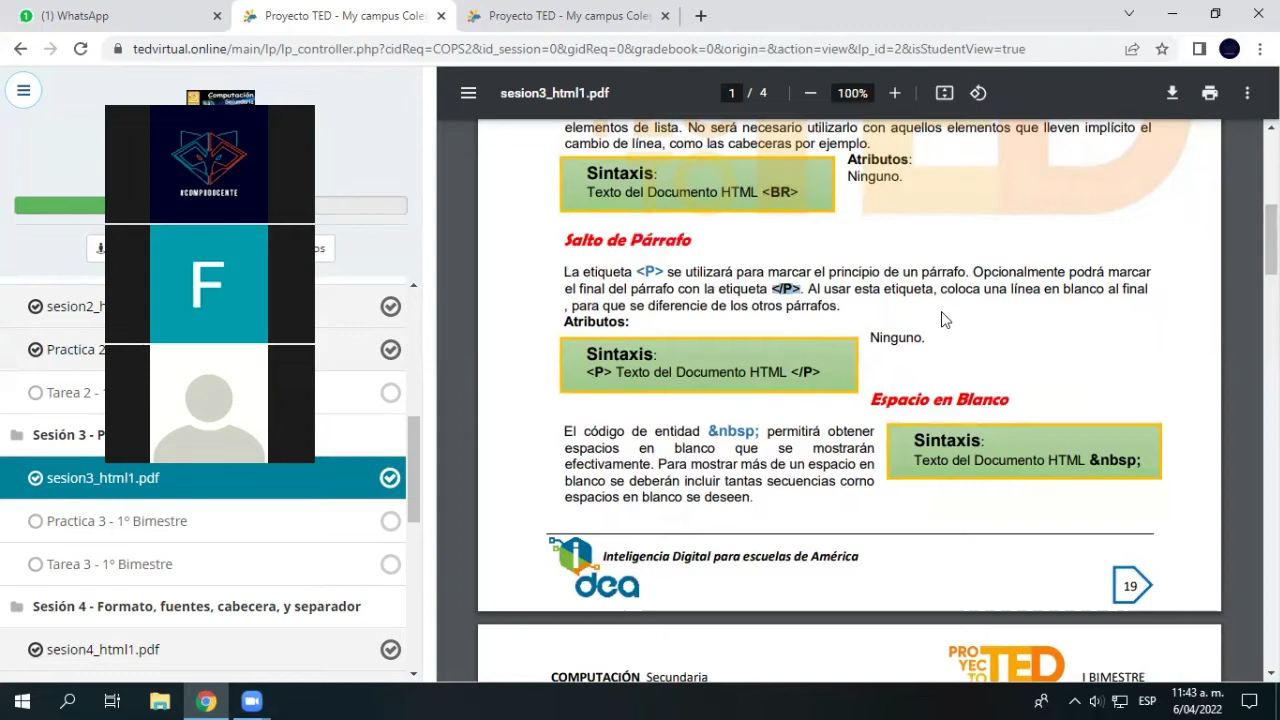 (1) WhatsApp
Proyecto TED - My campus Cole
Proyecto TED - My campus Cole
tedvirtual.online/main/lp/lp_controller.php?cidReq=COPS2&id_session=0&gidReq=0&gradebook=0&origin=&action=view&lp_id=2&isStudentView=true
Computación
Secundaria
#COMPUDOCENTE
os
F
sesion2_h
Practica 2
Tarea 2 - 1
Sesión 3 - P
sesion3_html1.pdf
Practica 3 - 1º Bimestre
Tarea 3 - 1º Bimestre
Sesión 4 - Formato, fuentes, cabecera, y separador
sesion4_html1.pdf
sesion3_html1.pdf
1 / 4
100%
elementos de lista. No será necesario utilizarlo con aquellos elementos que lleven implícito el
cambio de línea, como las cabeceras por ejemplo.
Sintaxis:
Texto del Documento HTML <BR>
Atributos:
Ninguno.
Salto de Párrafo
La etiqueta <P> se utilizará para marcar el principio de un párrafo. Opcionalmente podrá marcar
el final del párrafo con la etiqueta </P>. Al usar esta etiqueta, coloca una línea en blanco al final
, para que se diferencie de los otros párrafos.
Atributos:
Ninguno.
Sintaxis:
<P> Texto del Documento HTML </P>
Espacio en Blanco
El código de entidad &nbsp; permitirá obtener
espacios en blanco que se mostrarán
efectivamente. Para mostrar más de un espacio en
blanco se deberán incluir tantas secuencias como
espacios en blanco se deseen.
Sintaxis:
Texto del Documento HTML &nbsp;
idea
Inteligencia Digital para escuelas de América
19
COMPUTACIÓN Secundaria
PRO
YEC
TO
TED
I BIMESTRE
ESP
11:43 a. m.
6/04/2022